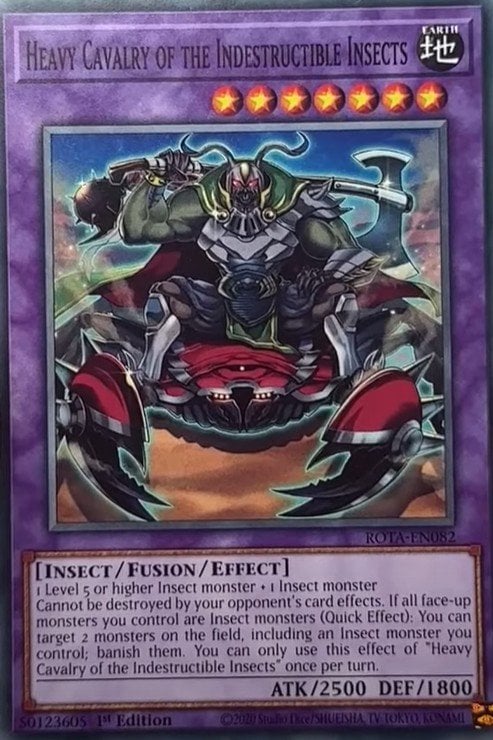 HEAVY CAVALRY OF THE INDESTRUCTIBLE INSECTS
EARTH
地
ROTA-EN082
[INSECT/FUSION/EFFECT]
1 Level 5 or higher Insect monster + 1 Insect monster
Cannot be destroyed by your opponent's card effects. If all face-up
monsters you control are Insect monsters (Quick Effect): You can
target 2 monsters on the field, including an Insect monster you
control; banish them. You can only use this effect of "Heavy
Cavalry of the Indestructible Insects" once per turn.
ATK/2500 DEF/1800
50123605 1st Edition ©2020 Studio Dice/SHUEISHA, TV TOKYO, KONAMI